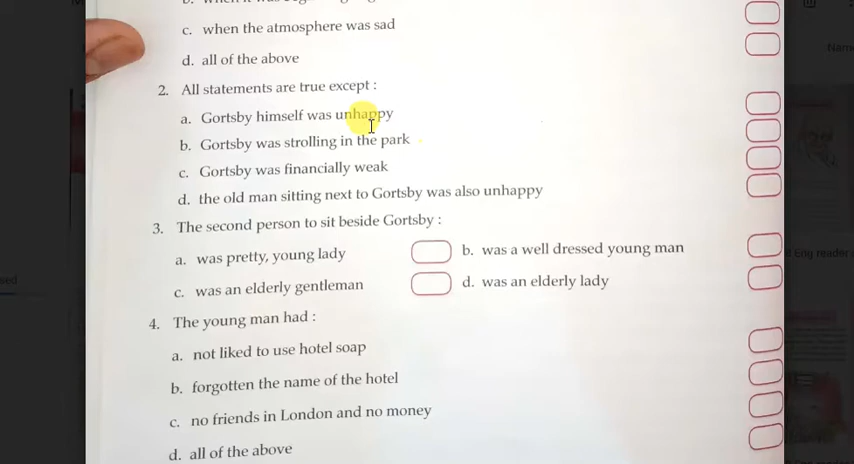 c. when the atmosphere was sad
d. all of the above
2. All statements are true except :
a. Gortsby himself was unhappy
b. Gortsby was strolling in the park
c. Gortsby was financially weak
d. the old man sitting next to Gortsby was also unhappy
3. The second person to sit beside Gortsby :
a. was pretty, young lady b. was a well dressed young man
c. was an elderly gentleman d. was an elderly lady
4. The young man had :
a. not liked to use hotel soap
b. forgotten the name of the hotel
c. no friends in London and no money
d. all of the above
Name
Eng reader